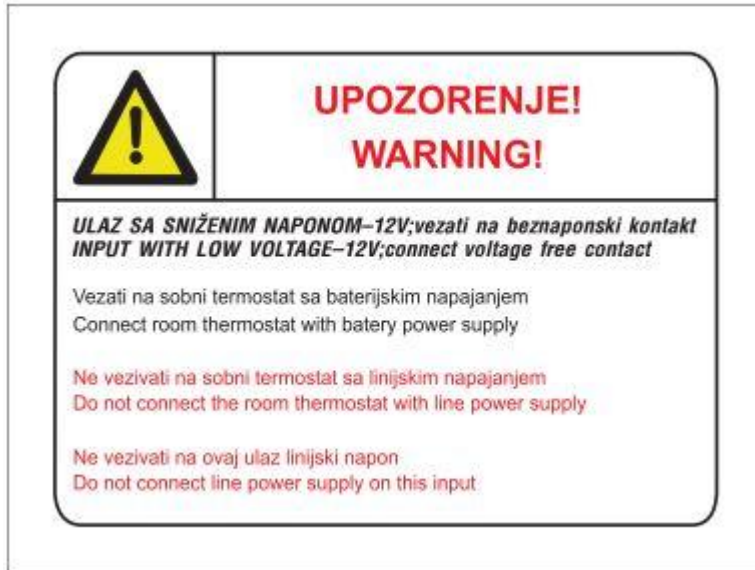 UPOZORENJE!
WARNING!
ULAZ SA SNIŽENIM NAPONOM–12V;vezati na beznaponski kontakt
INPUT WITH LOW VOLTAGE–12V;connect voltage free contact
Vezati na sobni termostat sa baterijskim napajanjem
Connect room thermostat with batery power supply
Ne vezivati na sobni termostat sa linijskim napajanjem
Do not connect the room thermostat with line power supply
Ne vezivati na ovaj ulaz linijski napon
Do not connect line power supply on this input